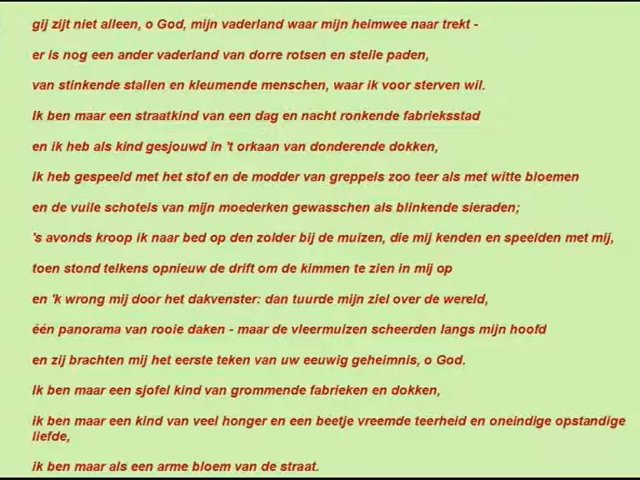 gij zijt niet alleen, o God, mijn vaderland waar mijn heimwee naar trekt -
er is nog een ander vaderland van dorre rotsen en steile paden,
van stinkende stallen en kleumende menschen, waar ik voor sterven wil.
Ik ben maar een straatkind van een dag en nacht ronkende fabrieksstad
en ik heb als kind gesjouwd in 't orkaan van donderende dokken,
ik heb gespeeld met het stof en de modder van greppels zoo teer als met witte bloemen
en de vuile schotels van mijn moederken gewasschen als blinkende sieraden;
's avonds kroop ik naar bed op den zolder bij de muizen, die mij kenden en speelden met mij,
toen stond telkens opnieuw de drift om de kimmen te zien in mij op
en 'k wrong mij door het dakvenster: dan tuurde mijn ziel over de wereld,
één panorama van rooie daken - maar de vleermuizen scheerden langs mijn hoofd
en zij brachten mij het eerste teken van uw eeuwig geheimnis, o God.
Ik ben maar een sjofel kind van grommende fabrieken en dokken,
ik ben maar een kind van veel honger en een beetje vreemde teerheid en oneindige opstandige
liefde,
ik ben maar als een arme bloem van de straat.